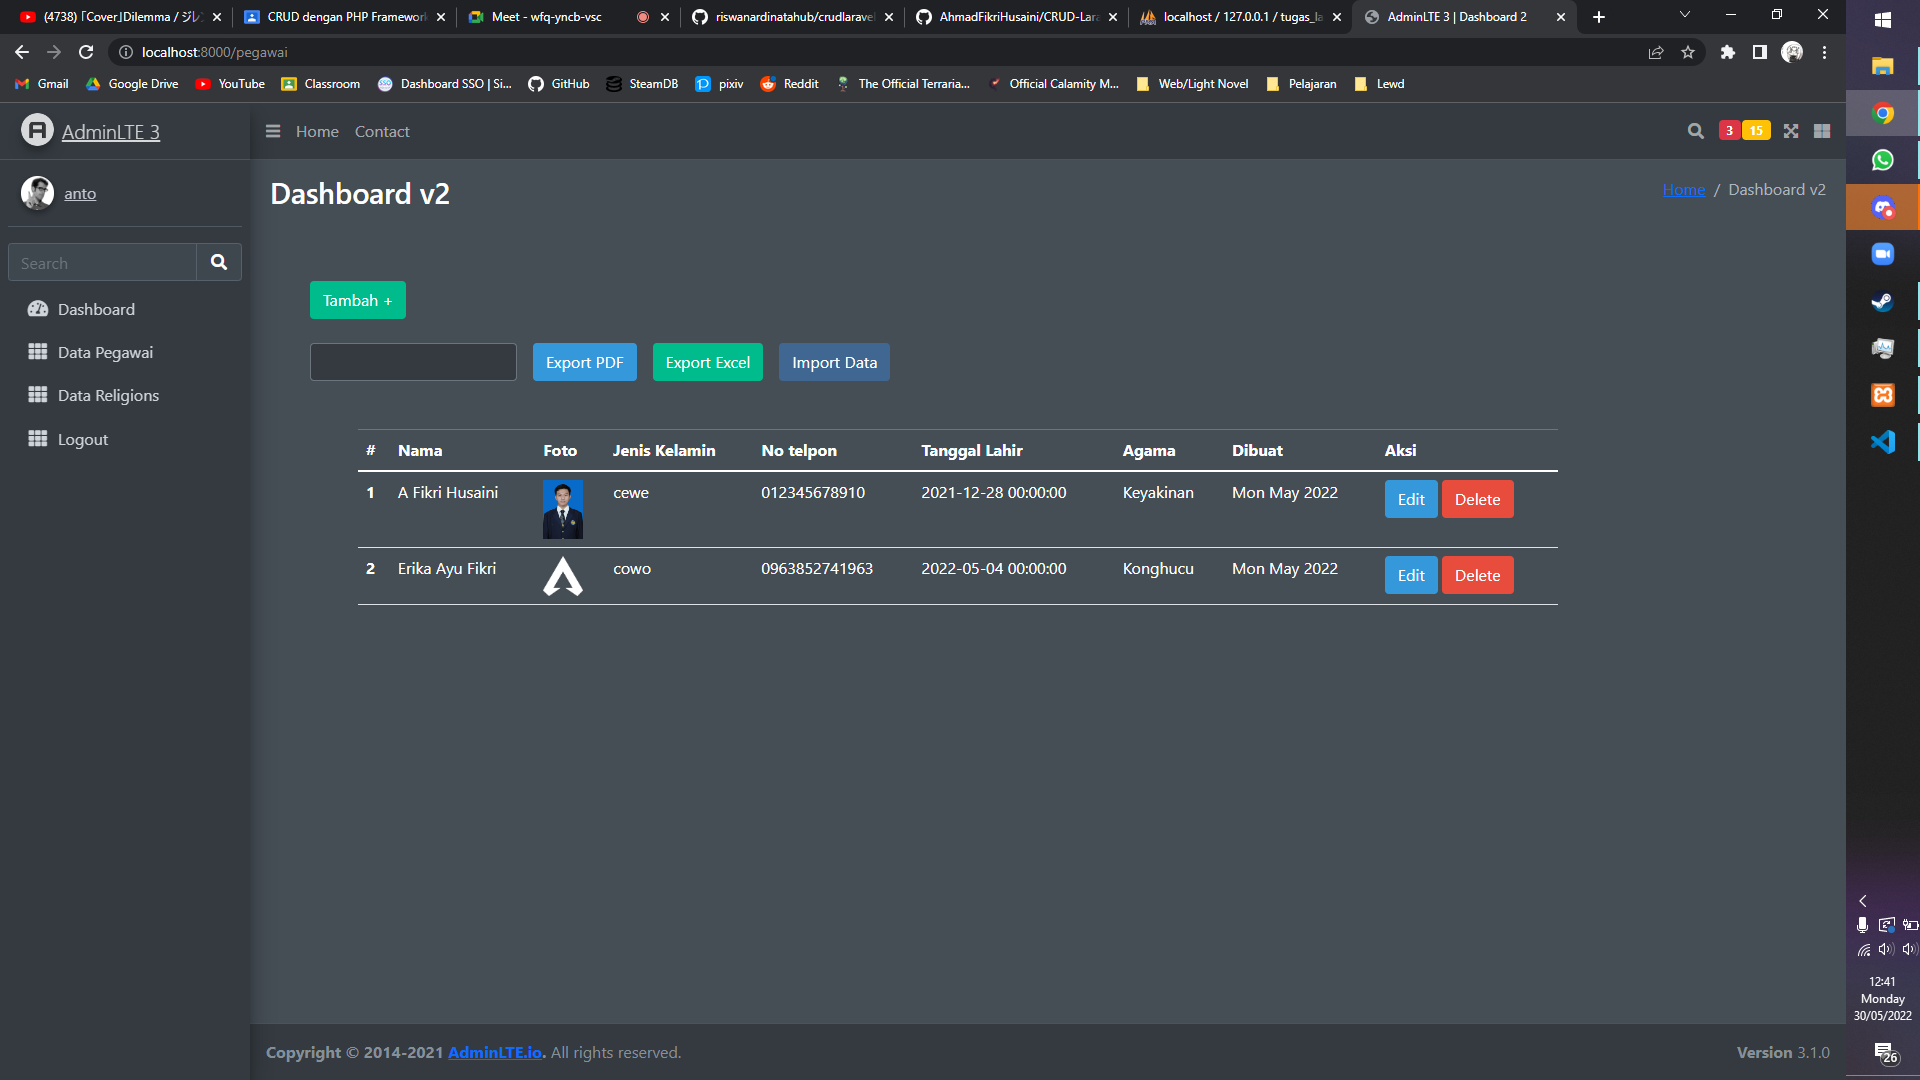 (4738) 「Cover」Dilemma / ジレン
CRUD dengan PHP Framework
Meet - wfq-yncb-vsc
riswanardinatahub/crudlaravel
AhmadFikriHusaini/CRUD-Lara
localhost / 127.0.0.1 / tugas_la
AdminLTE 3 | Dashboard 2
localhost:8000/pegawai
Gmail
Google Drive
YouTube
Classroom
Dashboard SSO | Si...
GitHub
SteamDB
pixiv
Reddit
The Official Terraria...
Official Calamity M...
Web/Light Novel
Pelajaran
Lewd
AdminLTE 3
Home Contact
3 15
anto
Dashboard v2
Home / Dashboard v2
Search
Dashboard
Data Pegawai
Data Religions
Logout
Tambah +
Export PDF Export Excel Import Data
# Nama Foto Jenis Kelamin No telpon Tanggal Lahir Agama Dibuat Aksi
1 A Fikri Husaini cewe 012345678910 2021-12-28 00:00:00 Keyakinan Mon May 2022 Edit Delete
2 Erika Ayu Fikri cowo 0963852741963 2022-05-04 00:00:00 Konghucu Mon May 2022 Edit Delete
12:41
Monday
30/05/2022
26
Copyright © 2014-2021 AdminLTE.io. All rights reserved.
Version 3.1.0